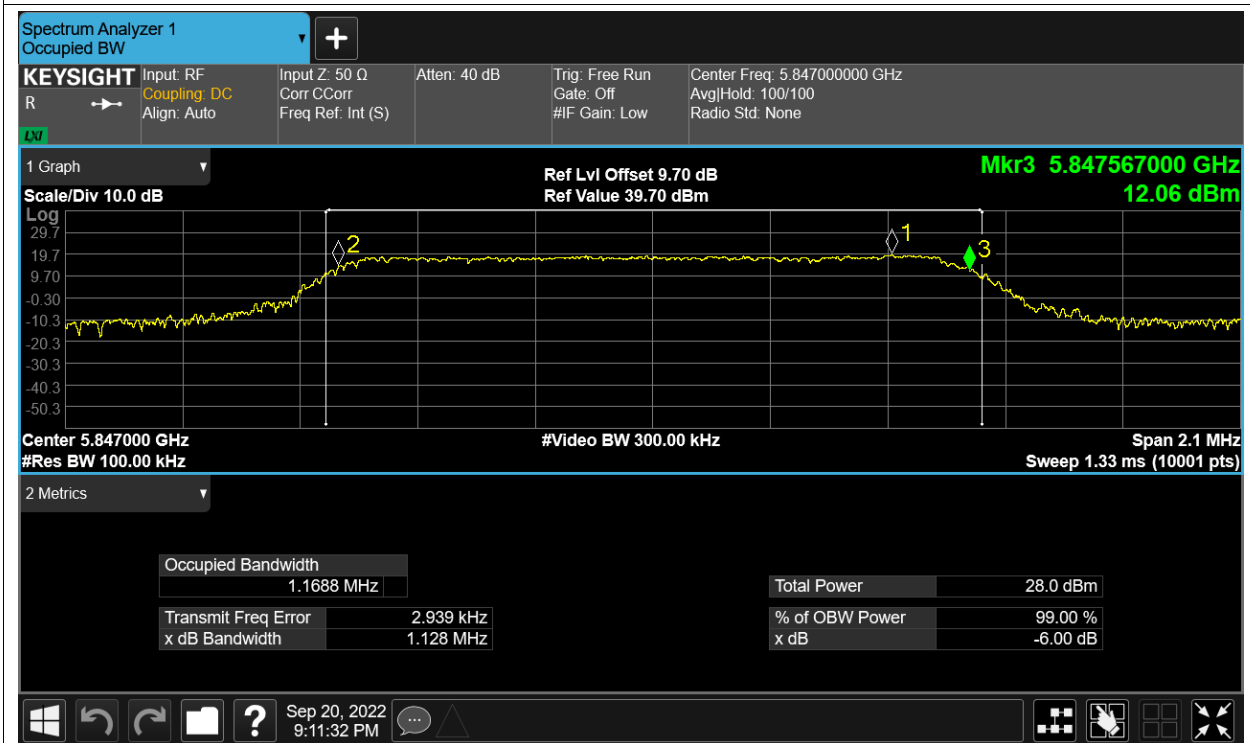 Spectrum Analyzer 1
Occupied BW
KEYSIGHT
R
LXI
Input: RF
Coupling: DC
Align: Auto
Input Z: 50 Ω
Corr CCorr
Freq Ref: Int (S)
Atten: 40 dB
Trig: Free Run
Gate: Off
#IF Gain: Low
Center Freq: 5.847000000 GHz
Avg|Hold: 100/100
Radio Std: None
1 Graph
Scale/Div 10.0 dB
Ref Lvl Offset 9.70 dB
Ref Value 39.70 dBm
Mkr3 5.847567000 GHz
12.06 dBm
Log
29.7
19.7
9.70
-0.30
-10.3
-20.3
-30.3
-40.3
-50.3
2
1
3
Center 5.847000 GHz
#Res BW 100.00 kHz
#Video BW 300.00 kHz
Span 2.1 MHz
Sweep 1.33 ms (10001 pts)
2 Metrics
Occupied Bandwidth
1.1688 MHz
Transmit Freq Error 2.939 kHz
x dB Bandwidth 1.128 MHz
Total Power 28.0 dBm
% of OBW Power 99.00 %
x dB -6.00 dB
?
Sep 20, 2022
9:11:32 PM